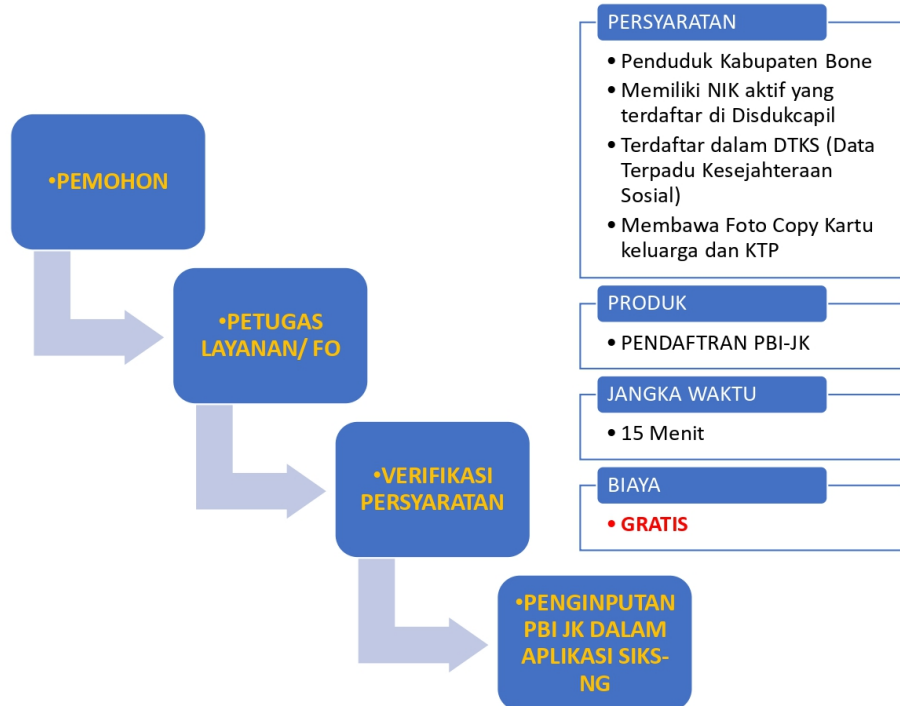 •PEMOHON
•PETUGAS
LAYANAN/ FO
•VERIFIKASI
PERSYARATAN
•PENGINPUTAN
PBI JK DALAM
APLIKASI SIKS-
NG
PERSYARATAN
• Penduduk Kabupaten Bone
• Memiliki NIK aktif yang
terdaftar di Disdukcapil
• Terdaftar dalam DTKS (Data
Terpadu Kesejahteraan
Sosial)
• Membawa Foto Copy Kartu
keluarga dan KTP
PRODUK
• PENDAFTRAN PBI-JK
JANGKA WAKTU
• 15 Menit
BIAYA
• GRATIS